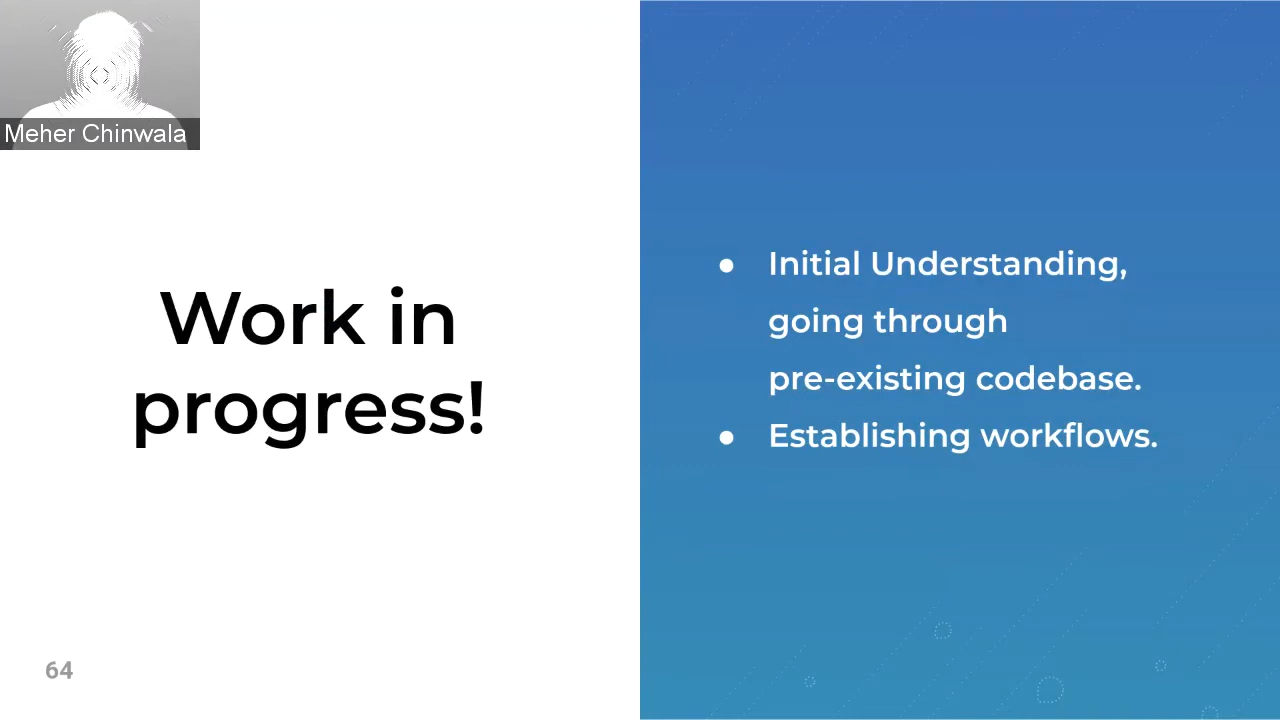 Meher Chinwala
Work in
progress!
● Initial Understanding,
going through
pre-existing codebase.
● Establishing workflows.
64